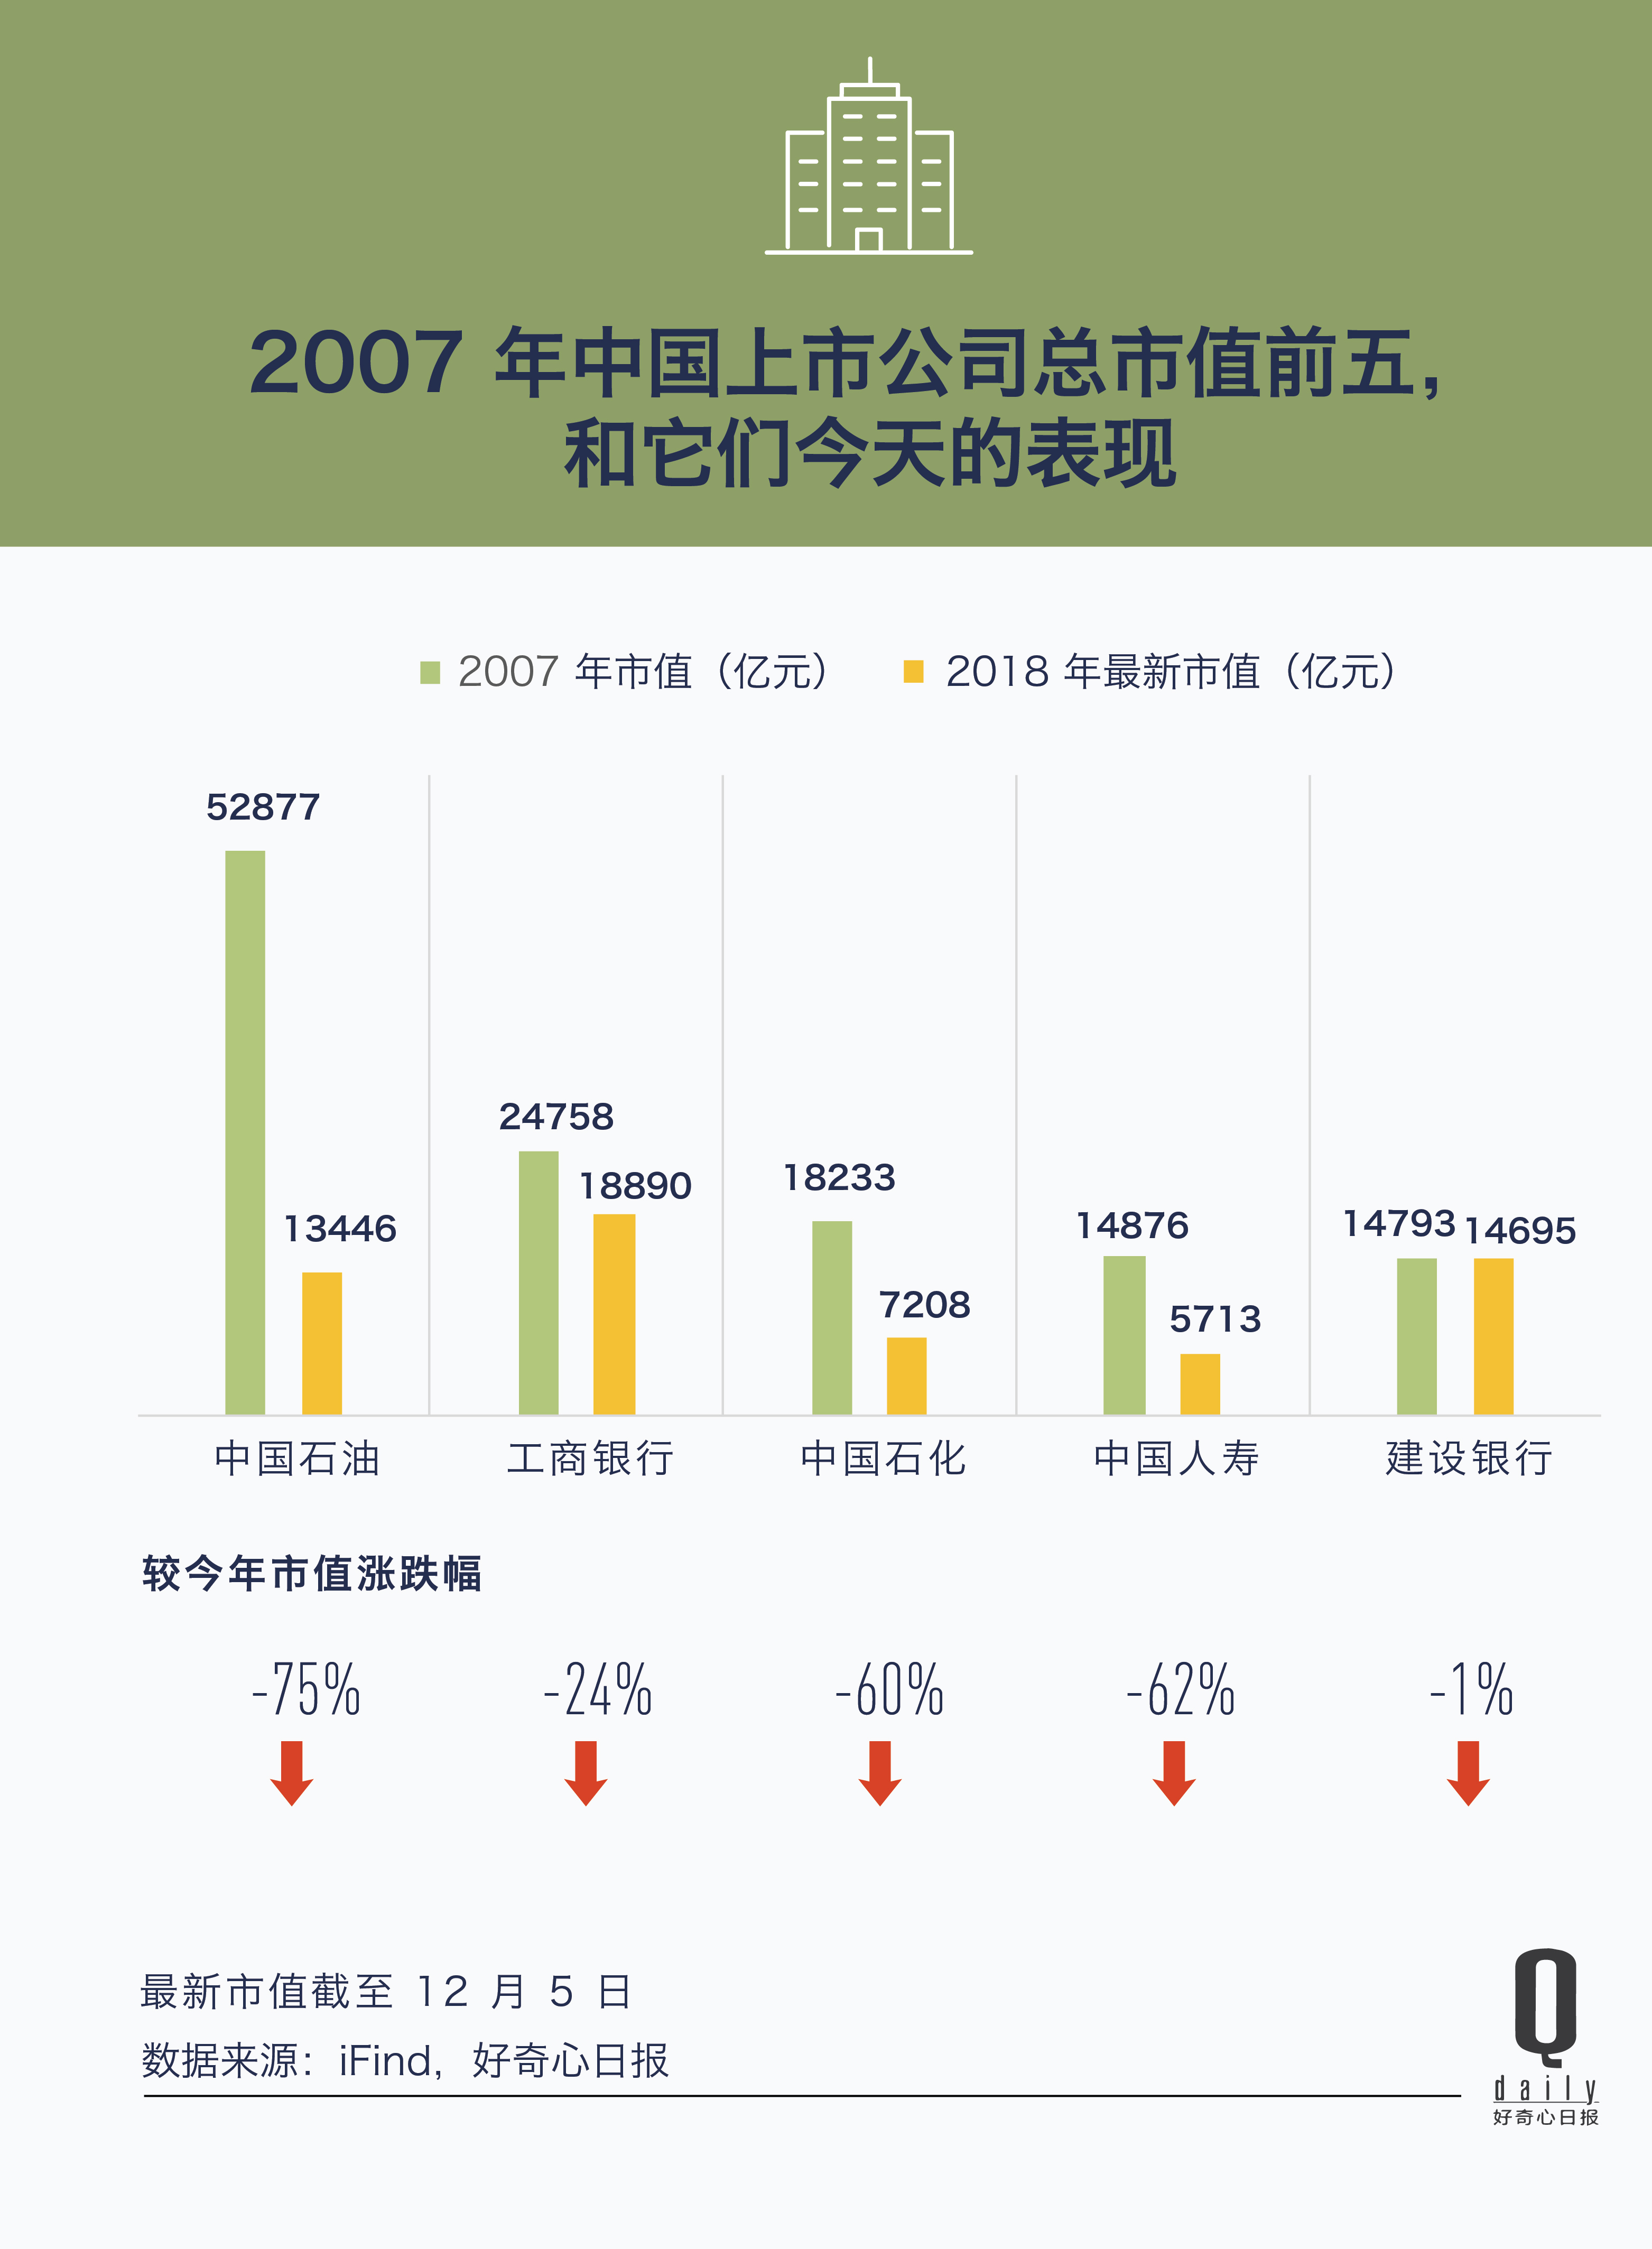 2007 年中国上市公司总市值前五，
和它们今天的表现
2007 年市值（亿元） 2018 年最新市值（亿元）
52877
13446
24758
18890
18233
7208
14876
5713
14793
14695
中国石油 工商银行 中国石化 中国人寿 建设银行
较今年市值涨跌幅
-75% -24% -60% -62% -1%
最新市值截至 12 月 5 日
数据来源：iFind，好奇心日报
Q
daily
好奇心日报